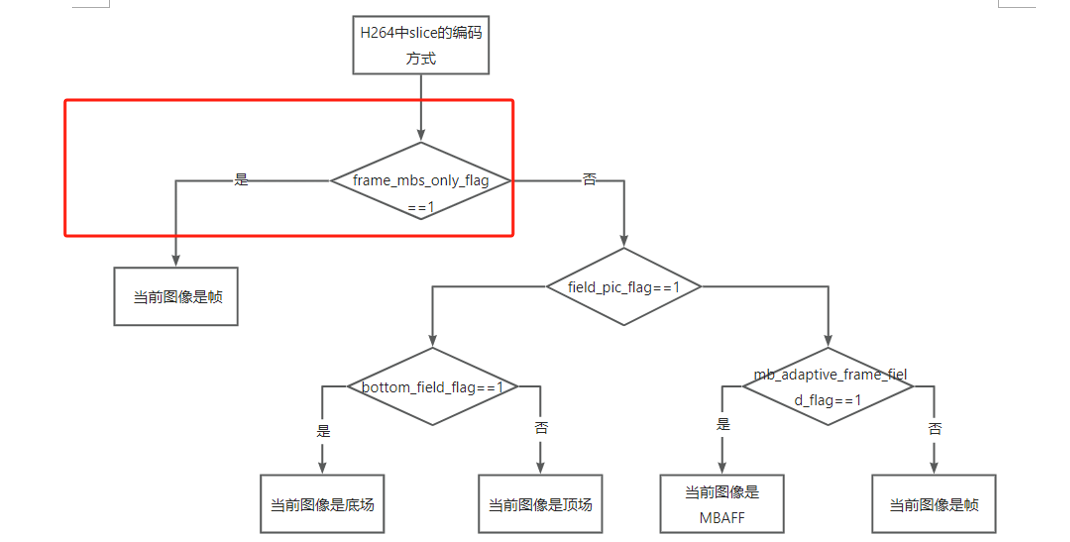 H264中slice的编码
方式
frame_mbs_only_flag
==1
是
否
field_pic_flag==1
当前图像是帧
bottom_field_flag==1
mb_adaptive_frame_fiel
d_flag==1
是
否
是
否
当前图像是底场
当前图像是顶场
当前图像是
MBAFF
当前图像是帧